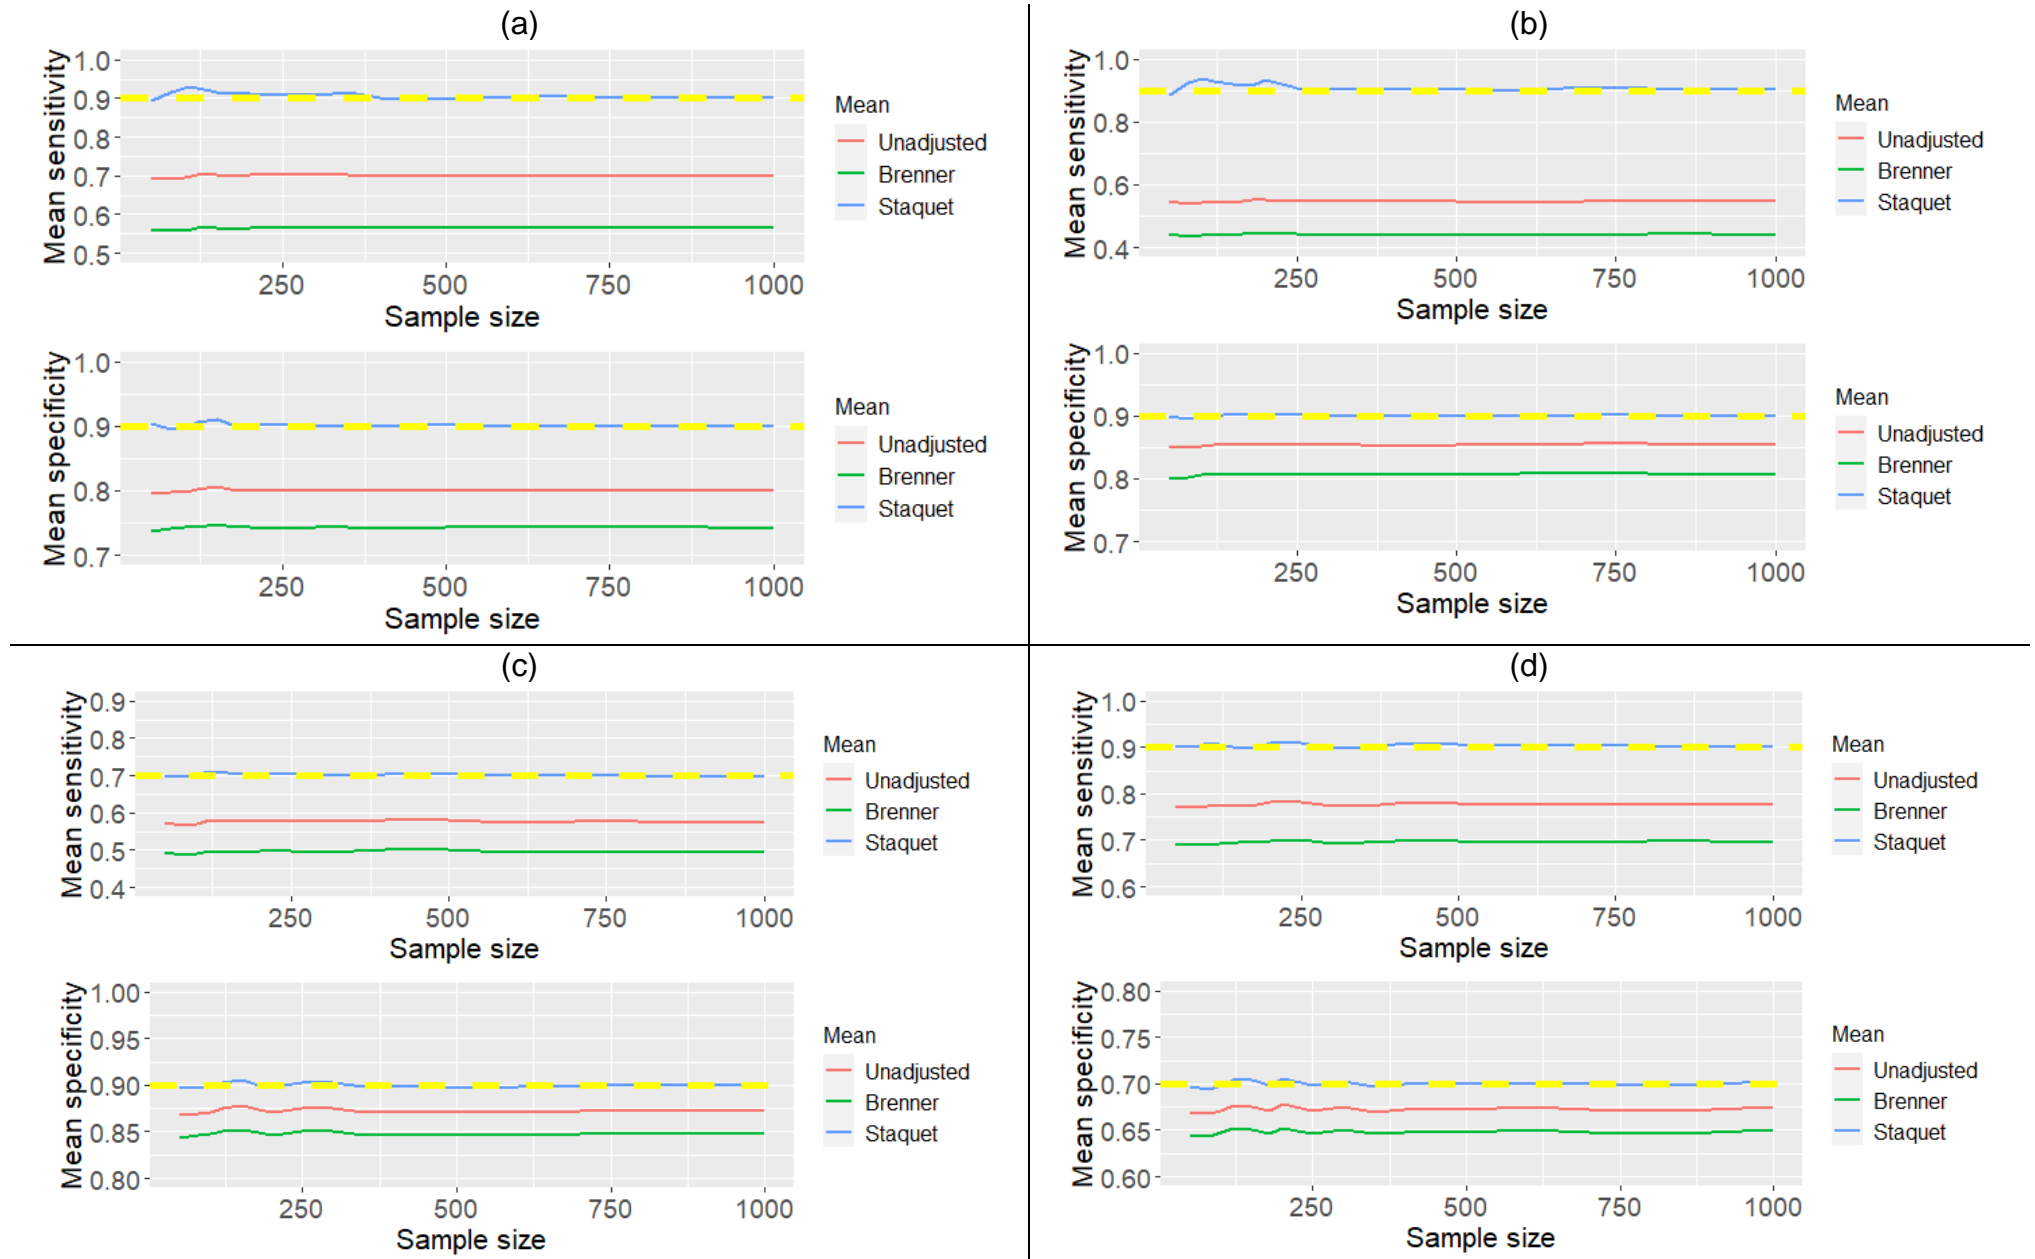 (a)
Mean sensitivity
1.0
0.9
0.8
0.7
0.6
0.5
250 500 750 1000
Sample size
Mean
Unadjusted
Brenner
Staquet
Mean specificity
1.0
0.9
0.8
0.7
250 500 750 1000
Sample size
Mean
Unadjusted
Brenner
Staquet
(b)
Mean sensitivity
1.0
0.8
0.6
0.4
250 500 750 1000
Sample size
Mean
Unadjusted
Brenner
Staquet
Mean specificity
1.0
0.9
0.8
0.7
250 500 750 1000
Sample size
Mean
Unadjusted
Brenner
Staquet
(c)
Mean sensitivity
0.9
0.8
0.7
0.6
0.5
0.4
250 500 750 1000
Sample size
Mean
Unadjusted
Brenner
Staquet
Mean specificity
1.00
0.95
0.90
0.85
0.80
250 500 750 1000
Sample size
Mean
Unadjusted
Brenner
Staquet
(d)
Mean sensitivity
1.0
0.9
0.8
0.7
0.6
250 500 750 1000
Sample size
Mean
Unadjusted
Brenner
Staquet
Mean specificity
0.80
0.75
0.70
0.65
0.60
250 500 750 1000
Sample size
Mean
Unadjusted
Brenner
Staquet